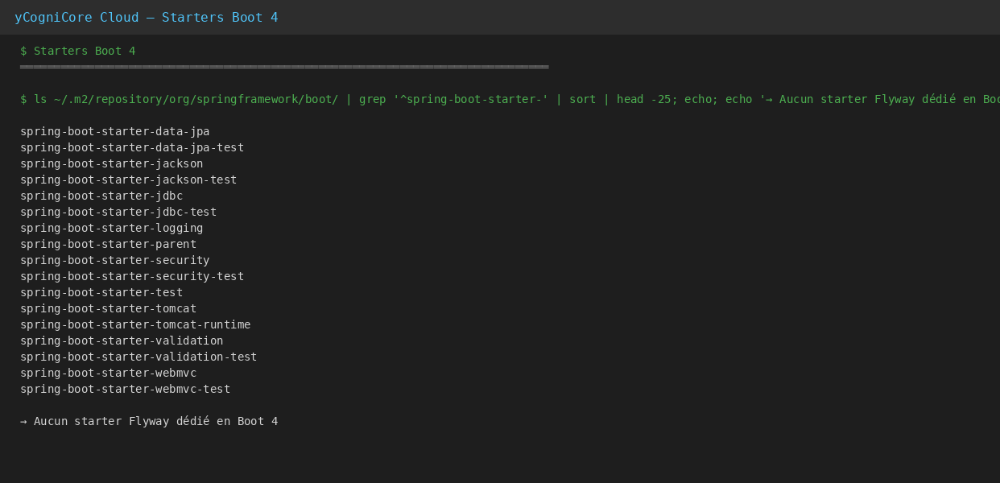 yCogniCore Cloud — Starters Boot 4
$ Starters Boot 4
══════════════════════════════════════════════════════════════════════════════
$ ls ~/.m2/repository/org/springframework/boot/ | grep '^spring-boot-starter-' | sort | head -25; echo; echo '→ Aucun starter Flyway dédié en Boo
spring-boot-starter-data-jpa
spring-boot-starter-data-jpa-test
spring-boot-starter-jackson
spring-boot-starter-jackson-test
spring-boot-starter-jdbc
spring-boot-starter-jdbc-test
spring-boot-starter-logging
spring-boot-starter-parent
spring-boot-starter-security
spring-boot-starter-security-test
spring-boot-starter-test
spring-boot-starter-tomcat
spring-boot-starter-tomcat-runtime
spring-boot-starter-validation
spring-boot-starter-validation-test
spring-boot-starter-webmvc
spring-boot-starter-webmvc-test
→ Aucun starter Flyway dédié en Boot 4